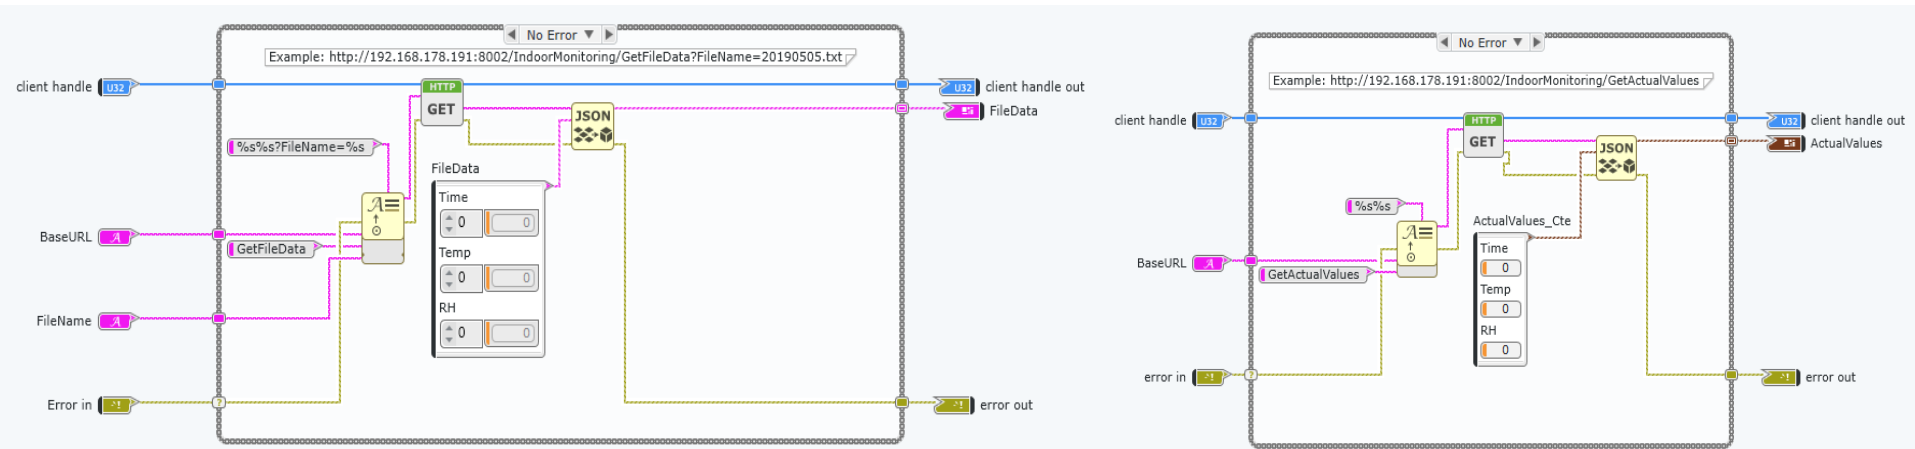 No Error
Example: http://192.168.178.191:8002/IndoorMonitoring/GetFileData?FileName=20190505.txt
client handle
U32
HTTP
GET
JSON
U32
client handle out
FileData
%s%s?FileName=%s
FileData
Time
0
0
Temp
0
0
RH
0
0
A
BaseURL
A
GetFileData
FileName
A
Error in
?
error out
No Error
Example: http://192.168.178.191:8002/IndoorMonitoring/GetActualValues
client handle
U32
HTTP
GET
JSON
U32
client handle out
ActualValues
%s%s
A
ActualValues_Cte
Time
0
Temp
0
RH
0
BaseURL
A
GetActualValues
error in
?
error out